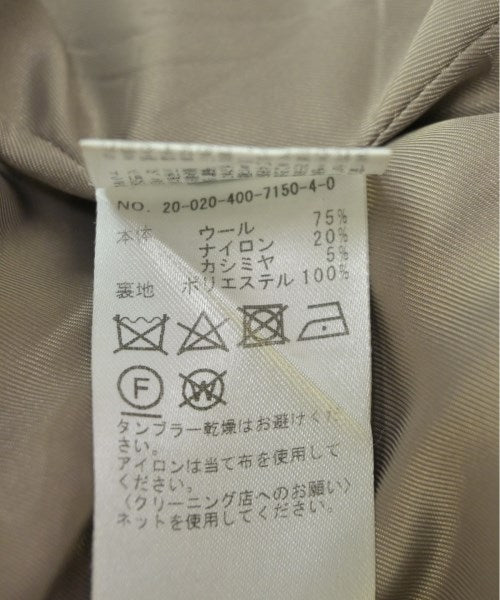 NO. 20-020-400-7150-4-0
本体 ウール 75%
ナイロン 20%
カシミヤ 5%
裏地 ポリエステル 100%
F W
タンブラー乾燥はお避けくだ
さい。
アイロンは当て布を使用して
ください。
〈クリーニング店へのお願い〉
ネットを使用してください。